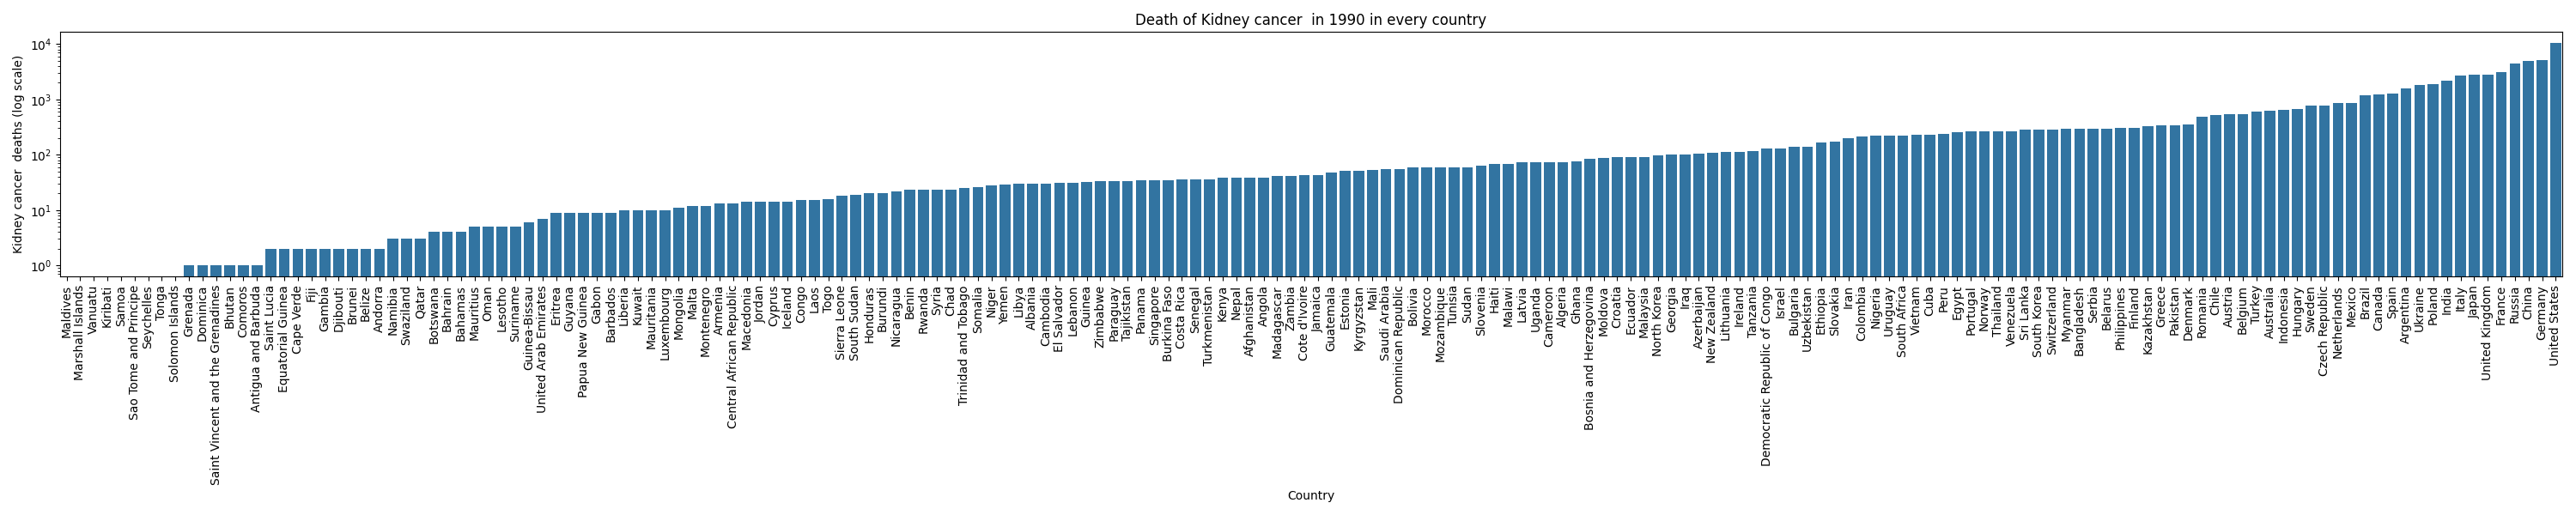 Death of Kidney cancer  in 1990 in every country
Kidney cancer  deaths (log scale)
10^4
10^3
10^2
10^1
10^0
Maldives
Marshall Islands
Vanuatu
Kiribati
Samoa
Sao Tome and Principe
Seychelles
Tonga
Solomon Islands
Grenada
Dominica
Saint Vincent and the Grenadines
Bhutan
Comoros
Antigua and Barbuda
Saint Lucia
Equatorial Guinea
Cape Verde
Fiji
Gambia
Djibouti
Brunei
Belize
Andorra
Namibia
Swaziland
Qatar
Botswana
Bahrain
Bahamas
Mauritius
Oman
Lesotho
Suriname
Guinea-Bissau
United Arab Emirates
Eritrea
Guyana
Papua New Guinea
Gabon
Barbados
Liberia
Kuwait
Mauritania
Luxembourg
Mongolia
Malta
Montenegro
Armenia
Central African Republic
Macedonia
Jordan
Cyprus
Iceland
Congo
Laos
Togo
Sierra Leone
South Sudan
Honduras
Burundi
Nicaragua
Benin
Rwanda
Syria
Chad
Trinidad and Tobago
Somalia
Niger
Yemen
Libya
Albania
Cambodia
El Salvador
Lebanon
Guinea
Zimbabwe
Paraguay
Tajikistan
Panama
Singapore
Burkina Faso
Costa Rica
Senegal
Turkmenistan
Kenya
Nepal
Afghanistan
Angola
Madagascar
Zambia
Cote d'Ivoire
Jamaica
Guatemala
Estonia
Kyrgyzstan
Mali
Saudi Arabia
Dominican Republic
Bolivia
Morocco
Mozambique
Tunisia
Sudan
Slovenia
Haiti
Malawi
Latvia
Uganda
Cameroon
Algeria
Ghana
Bosnia and Herzegovina
Moldova
Croatia
Ecuador
Malaysia
North Korea
Georgia
Iraq
Azerbaijan
New Zealand
Lithuania
Ireland
Tanzania
Democratic Republic of Congo
Israel
Bulgaria
Uzbekistan
Ethiopia
Slovakia
Iran
Colombia
Nigeria
Uruguay
South Africa
Vietnam
Cuba
Peru
Egypt
Portugal
Norway
Thailand
Venezuela
Sri Lanka
South Korea
Switzerland
Myanmar
Bangladesh
Serbia
Belarus
Philippines
Finland
Kazakhstan
Greece
Pakistan
Denmark
Romania
Chile
Austria
Belgium
Turkey
Australia
Indonesia
Hungary
Sweden
Czech Republic
Netherlands
Mexico
Brazil
Canada
Spain
Argentina
Ukraine
Poland
India
Italy
Japan
United Kingdom
France
Russia
China
Germany
United States
Country